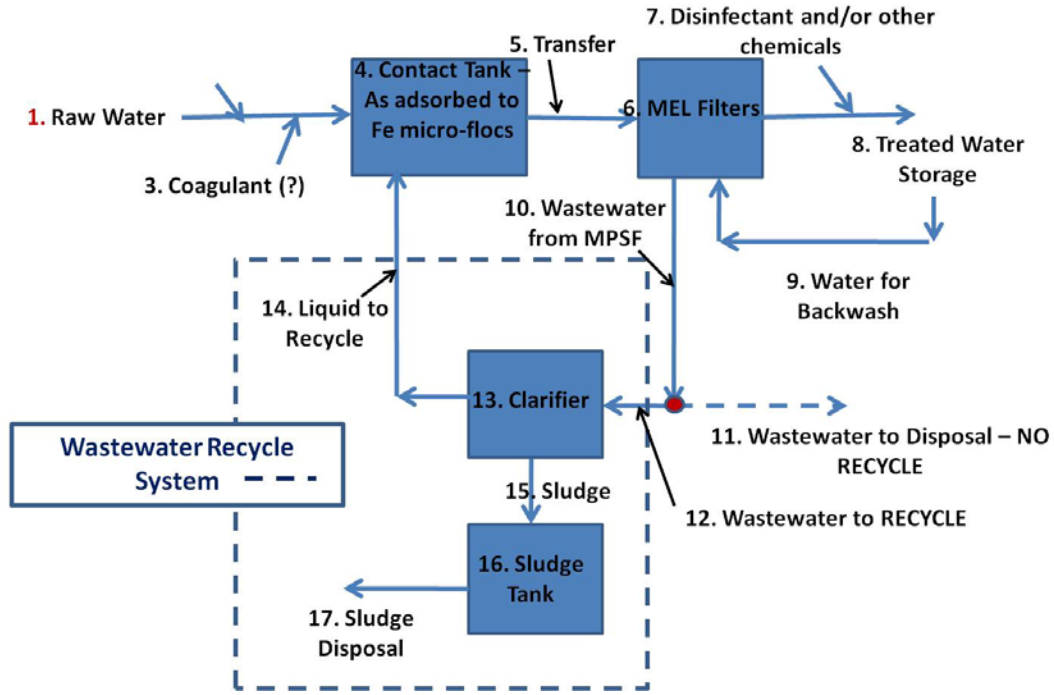 7. Disinfectant and/or other
chemicals
5. Transfer
4. Contact Tank –
As adsorbed to
Fe micro-flocs
6. MEL Filters
1. Raw Water
3. Coagulant (?)
8. Treated Water
Storage
10. Wastewater
from MPSF
9. Water for
Backwash
14. Liquid to
Recycle
13. Clarifier
11. Wastewater to Disposal – NO
RECYCLE
Wastewater Recycle
System
15. Sludge
12. Wastewater to RECYCLE
16. Sludge
Tank
17. Sludge
Disposal